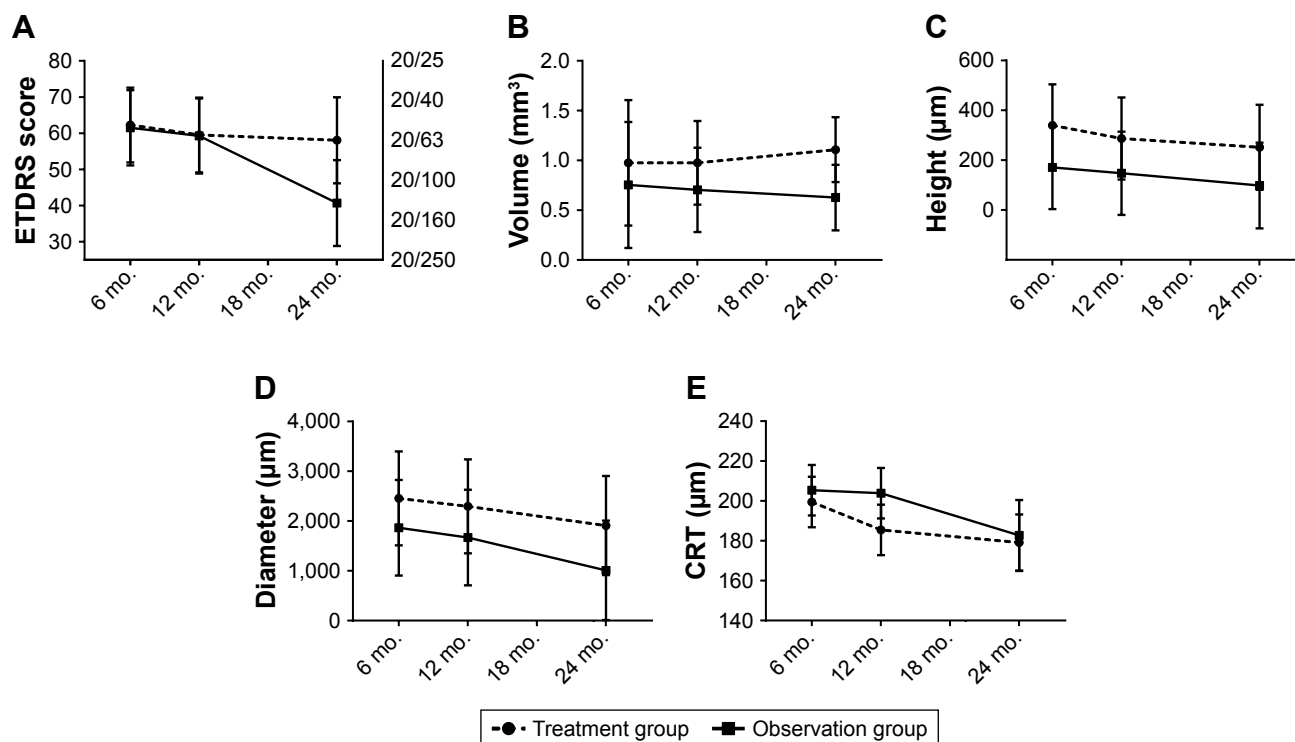 A
ETDRS score
80
70
60
50
40
30
20/25
20/40
20/63
20/100
20/160
20/250
6 mo.
12 mo.
18 mo.
24 mo.
B
Volume (mm³)
2.0
1.5
1.0
0.5
0.0
6 mo.
12 mo.
18 mo.
24 mo.
C
Height (µm)
600
400
200
0
6 mo.
12 mo.
18 mo.
24 mo.
D
Diameter (µm)
4,000
3,000
2,000
1,000
0
6 mo.
12 mo.
18 mo.
24 mo.
E
CRT (µm)
240
220
200
180
160
140
6 mo.
12 mo.
18 mo.
24 mo.
Treatment group
Observation group